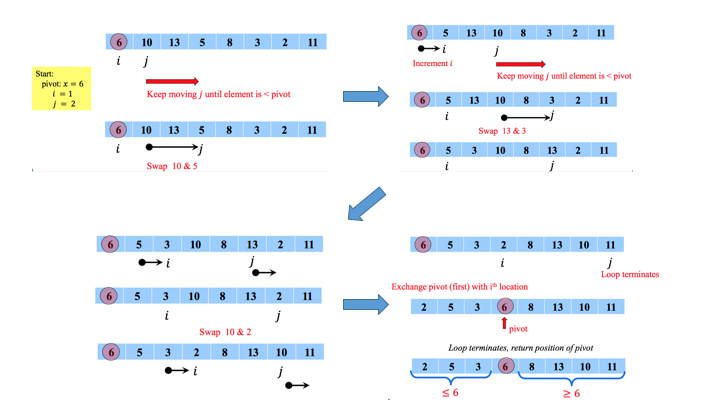 6 10 13 5 8 3 2 11
i j
Start:
pivot: x = 6
i = 1
j = 2
Keep moving j until element is < pivot
6 10 13 5 8 3 2 11
i j
Swap 10 & 5
6 5 13 10 8 3 2 11
i j
Increment i
Keep moving j until element is < pivot
6 5 13 10 8 3 2 11
i j
Swap 13 & 3
6 5 3 10 8 13 2 11
i j
6 5 3 10 8 13 2 11
i j
6 5 3 10 8 13 2 11
i j
Swap 10 & 2
6 5 3 2 8 13 10 11
i j
6 5 3 2 8 13 10 11
i j
Loop terminates
Exchange pivot (first) with ith location
2 5 3 6 8 13 10 11
pivot
Loop terminates, return position of pivot
2 5 3 6 8 13 10 11
≤ 6 ≥ 6